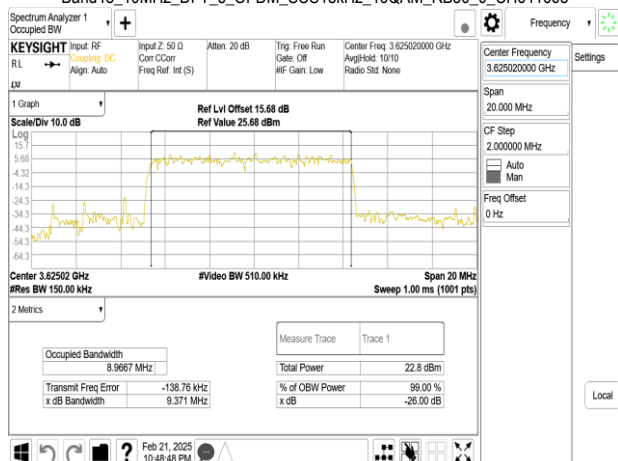 Spectrum Analyzer 1
Occupied BW
+
Frequency
KEYSIGHT
Input: RF
Coupling: DC
Align: Auto
Input Z: 50 Ω
Corr CCorr
Freq Ref: Int (S)
Atten: 20 dB
Trig: Free Run
Gate: Off
#IF Gain: Low
Center Freq: 3.625020000 GHz
Avg|Hold: 10/10
Radio Std: None
RL
LXI
Center Frequency
3.625020000 GHz
Settings
Span
20.000 MHz
CF Step
2.000000 MHz
Auto
Man
Freq Offset
0 Hz
Local
1 Graph
Scale/Div 10.0 dB
Ref Lvl Offset 15.68 dB
Ref Value 25.68 dBm
Log
15.7
5.68
-4.32
-14.3
-24.3
-34.3
-44.3
-54.3
-64.3
Center 3.62502 GHz
#Res BW 150.00 kHz
#Video BW 510.00 kHz
Span 20 MHz
Sweep 1.00 ms (1001 pts)
2 Metrics
Measure Trace Trace 1
Occupied Bandwidth
8.9667 MHz
Total Power 22.8 dBm
Transmit Freq Error -138.76 kHz
% of OBW Power 99.00 %
x dB Bandwidth 9.371 MHz
x dB -26.00 dB
?
Feb 21, 2025
10:48:48 PM